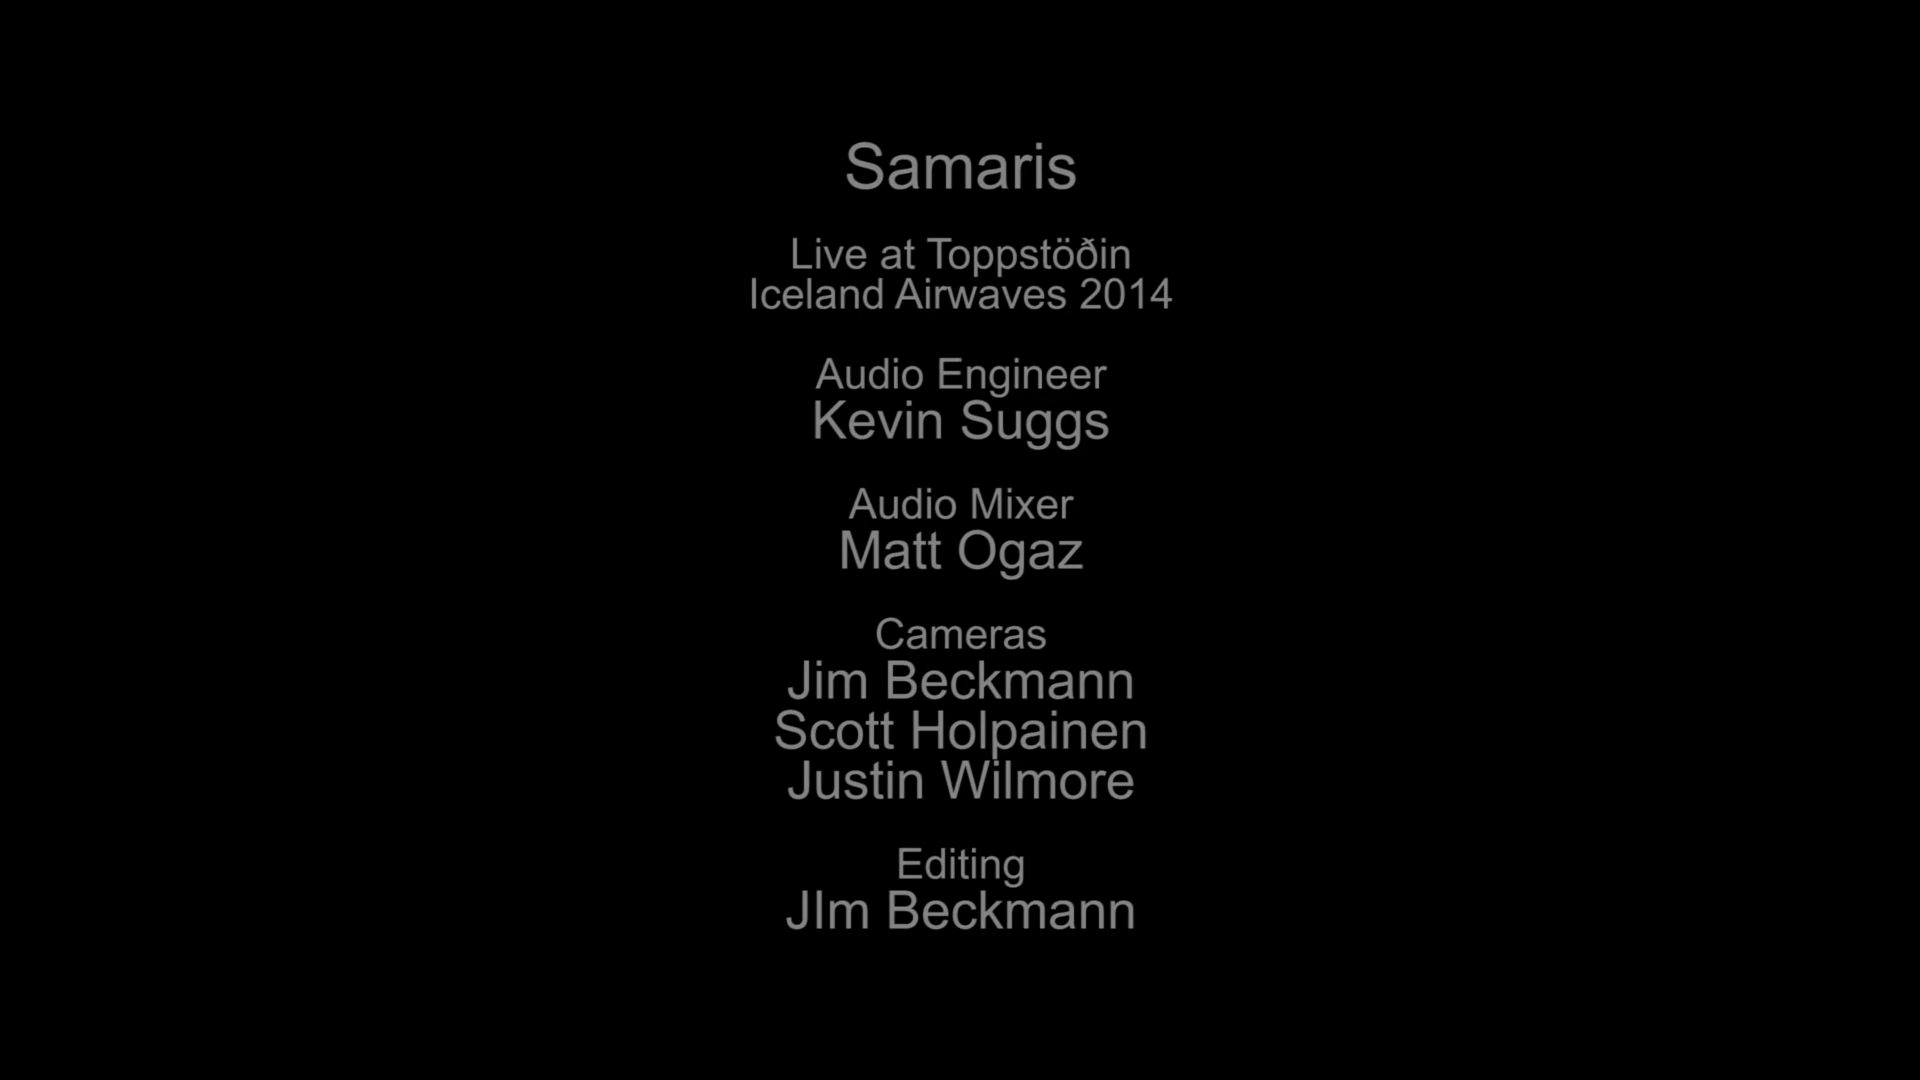 Samaris
Live at Toppstöðin
Iceland Airwaves 2014
Audio Engineer
Kevin Suggs
Audio Mixer
Matt Ogaz
Cameras
Jim Beckmann
Scott Holpainen
Justin Wilmore
Editing
JIm Beckmann